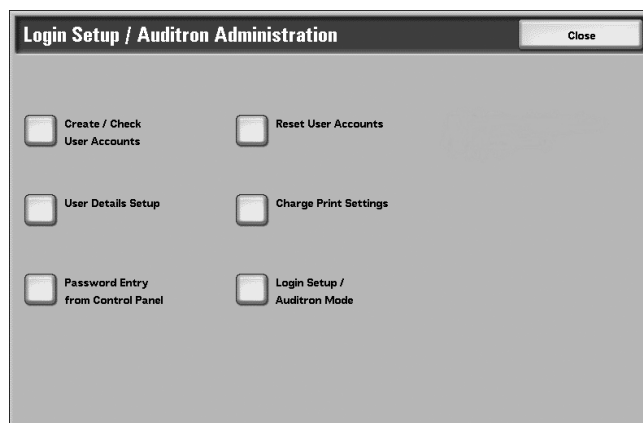 Login Setup / Auditron Administration
Close
Create / Check
User Accounts
Reset User Accounts
User Details Setup
Charge Print Settings
Password Entry
from Control Panel
Login Setup /
Auditron Mode